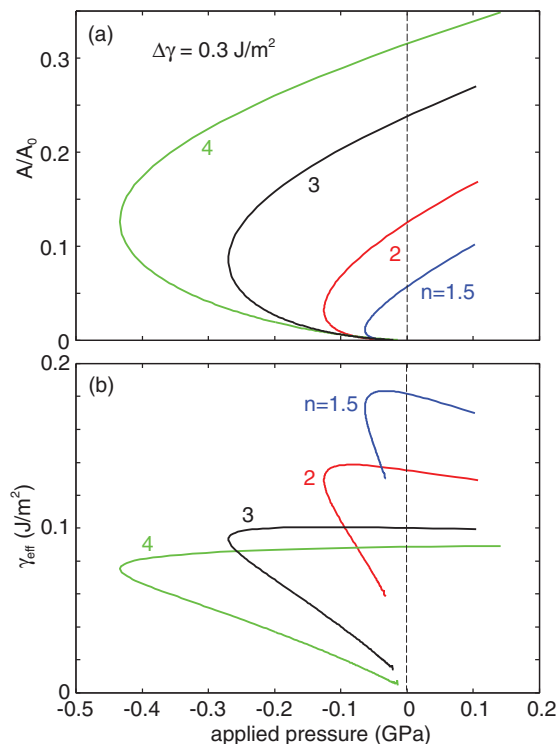 (a)
Δγ = 0.3 J/m²
0.3
0.2
0.1
0
A/A₀
4
3
2
n=1.5
(b)
0.2
0.1
0
γeff (J/m²)
n=1.5
2
3
4
-0.5 -0.4 -0.3 -0.2 -0.1 0 0.1 0.2
applied pressure (GPa)